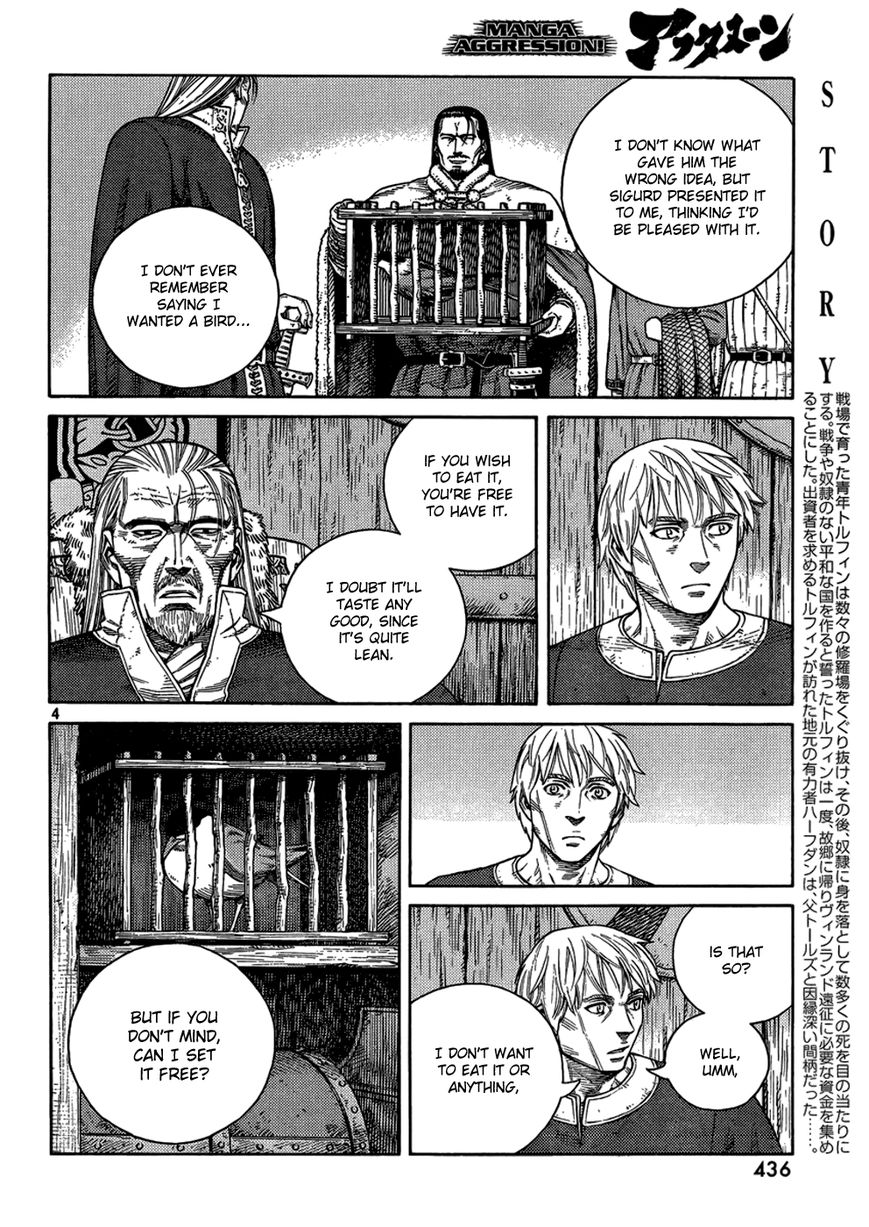 MANGA
AGGRESSION!
アフタヌーン
I DON'T KNOW WHAT
GAVE HIM THE
WRONG IDEA, BUT
SIGURD PRESENTED IT
TO ME, THINKING I'D
BE PLEASED WITH IT.
I DON'T EVER
REMEMBER
SAYING I
WANTED A BIRD...
IF YOU WISH
TO EAT IT,
YOU'RE FREE
TO HAVE IT.
I DOUBT IT'LL
TASTE ANY
GOOD, SINCE
IT'S QUITE
LEAN.
4
IS THAT
SO?
WELL,
UMM,
I DON'T WANT
TO EAT IT OR
ANYTHING,
BUT IF YOU
DON'T MIND,
CAN I SET
IT FREE?
STORY
戦場で育った青年トルフィンは数々の修羅場をくぐり抜け、その後、奴隷に身を落として数多くの死を目の当たりに
する。戦争や奴隷のない平和な国を作ると誓ったトルフィンは一度、故郷に帰りヴィンランド遠征に必要な資金を集め
ることにした。出資者を求めるトルフィンが訪れた地元の有力者ハーフダンは、父トールズと因縁深い間柄だった……。
436